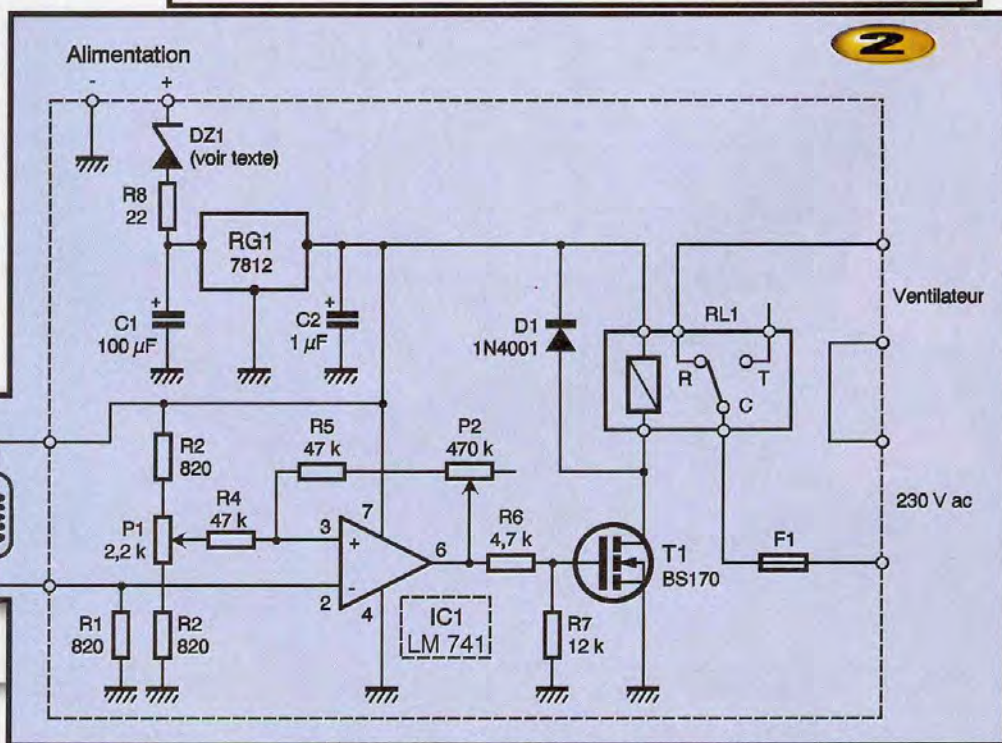 2
Alimentation
- +
DZ1
(voir texte)
R8
22
RG1
7812
C1
100 µF
+
C2
1 µF
+
D1
1N4001
RL1
R
T
C
Ventilateur
230 V ac
R2
820
R5
47 k
P2
470 k
P1
2,2 k
R4
47 k
3
+
7
6
-
2
4
R6
4,7 k
T1
BS170
F1
R1
820
R2
820
IC1
LM 741
R7
12 k